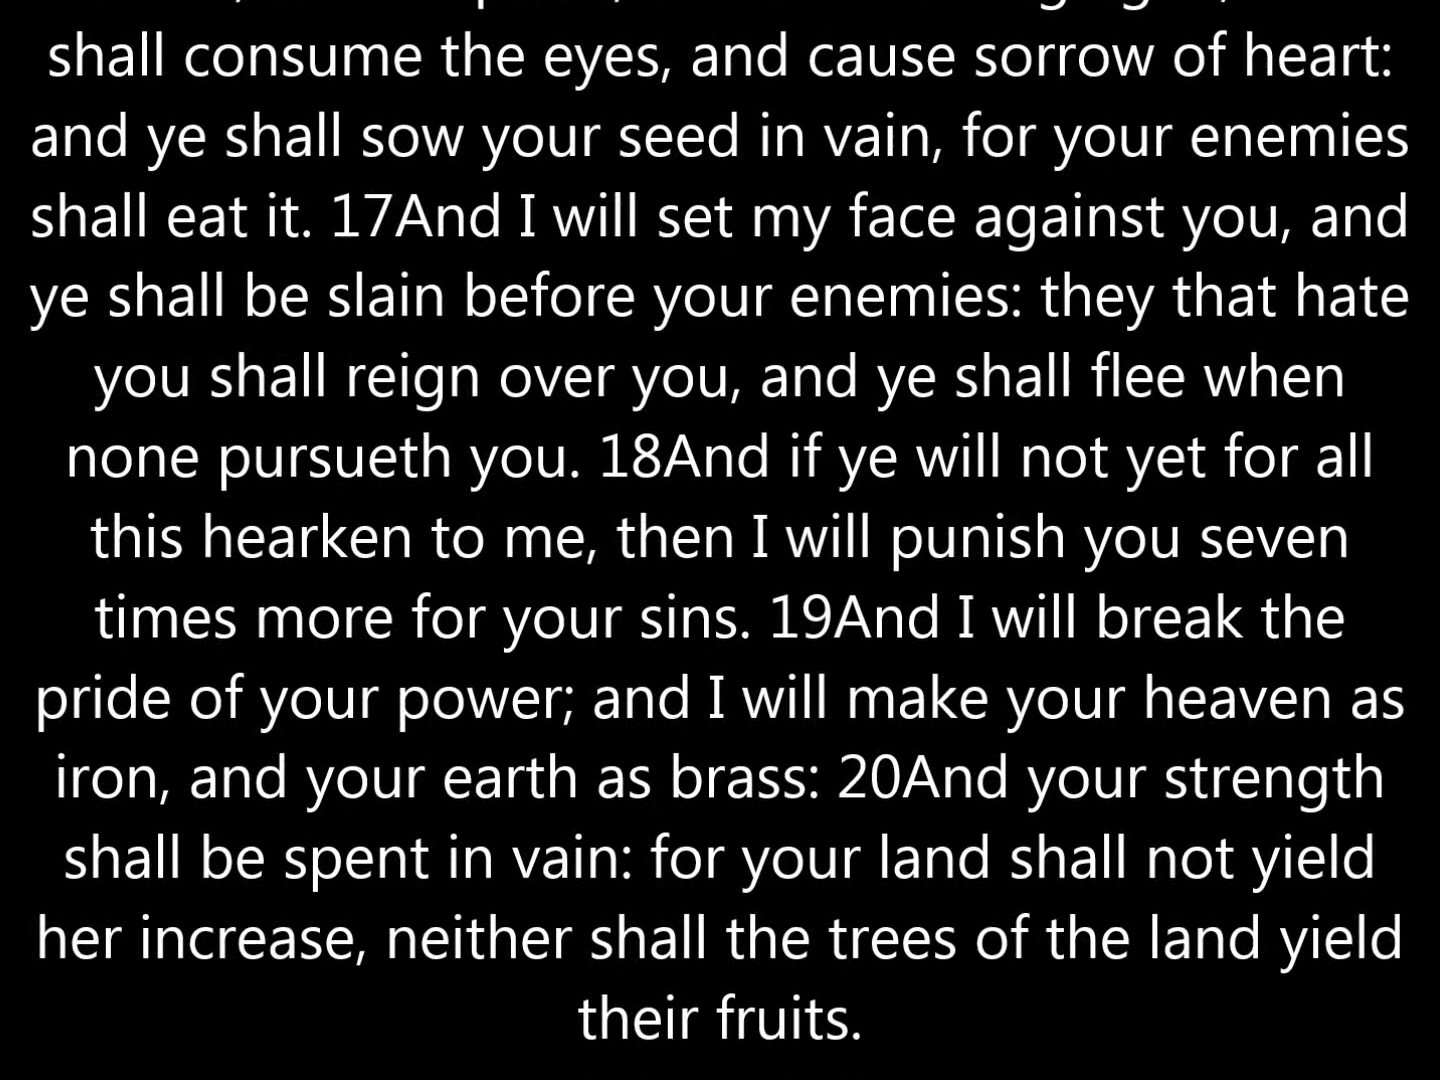 shall consume the eyes, and cause sorrow of heart:
and ye shall sow your seed in vain, for your enemies
shall eat it. 17And I will set my face against you, and
ye shall be slain before your enemies: they that hate
you shall reign over you, and ye shall flee when
none pursueth you. 18And if ye will not yet for all
this hearken to me, then I will punish you seven
times more for your sins. 19And I will break the
pride of your power; and I will make your heaven as
iron, and your earth as brass: 20And your strength
shall be spent in vain: for your land shall not yield
her increase, neither shall the trees of the land yield
their fruits.